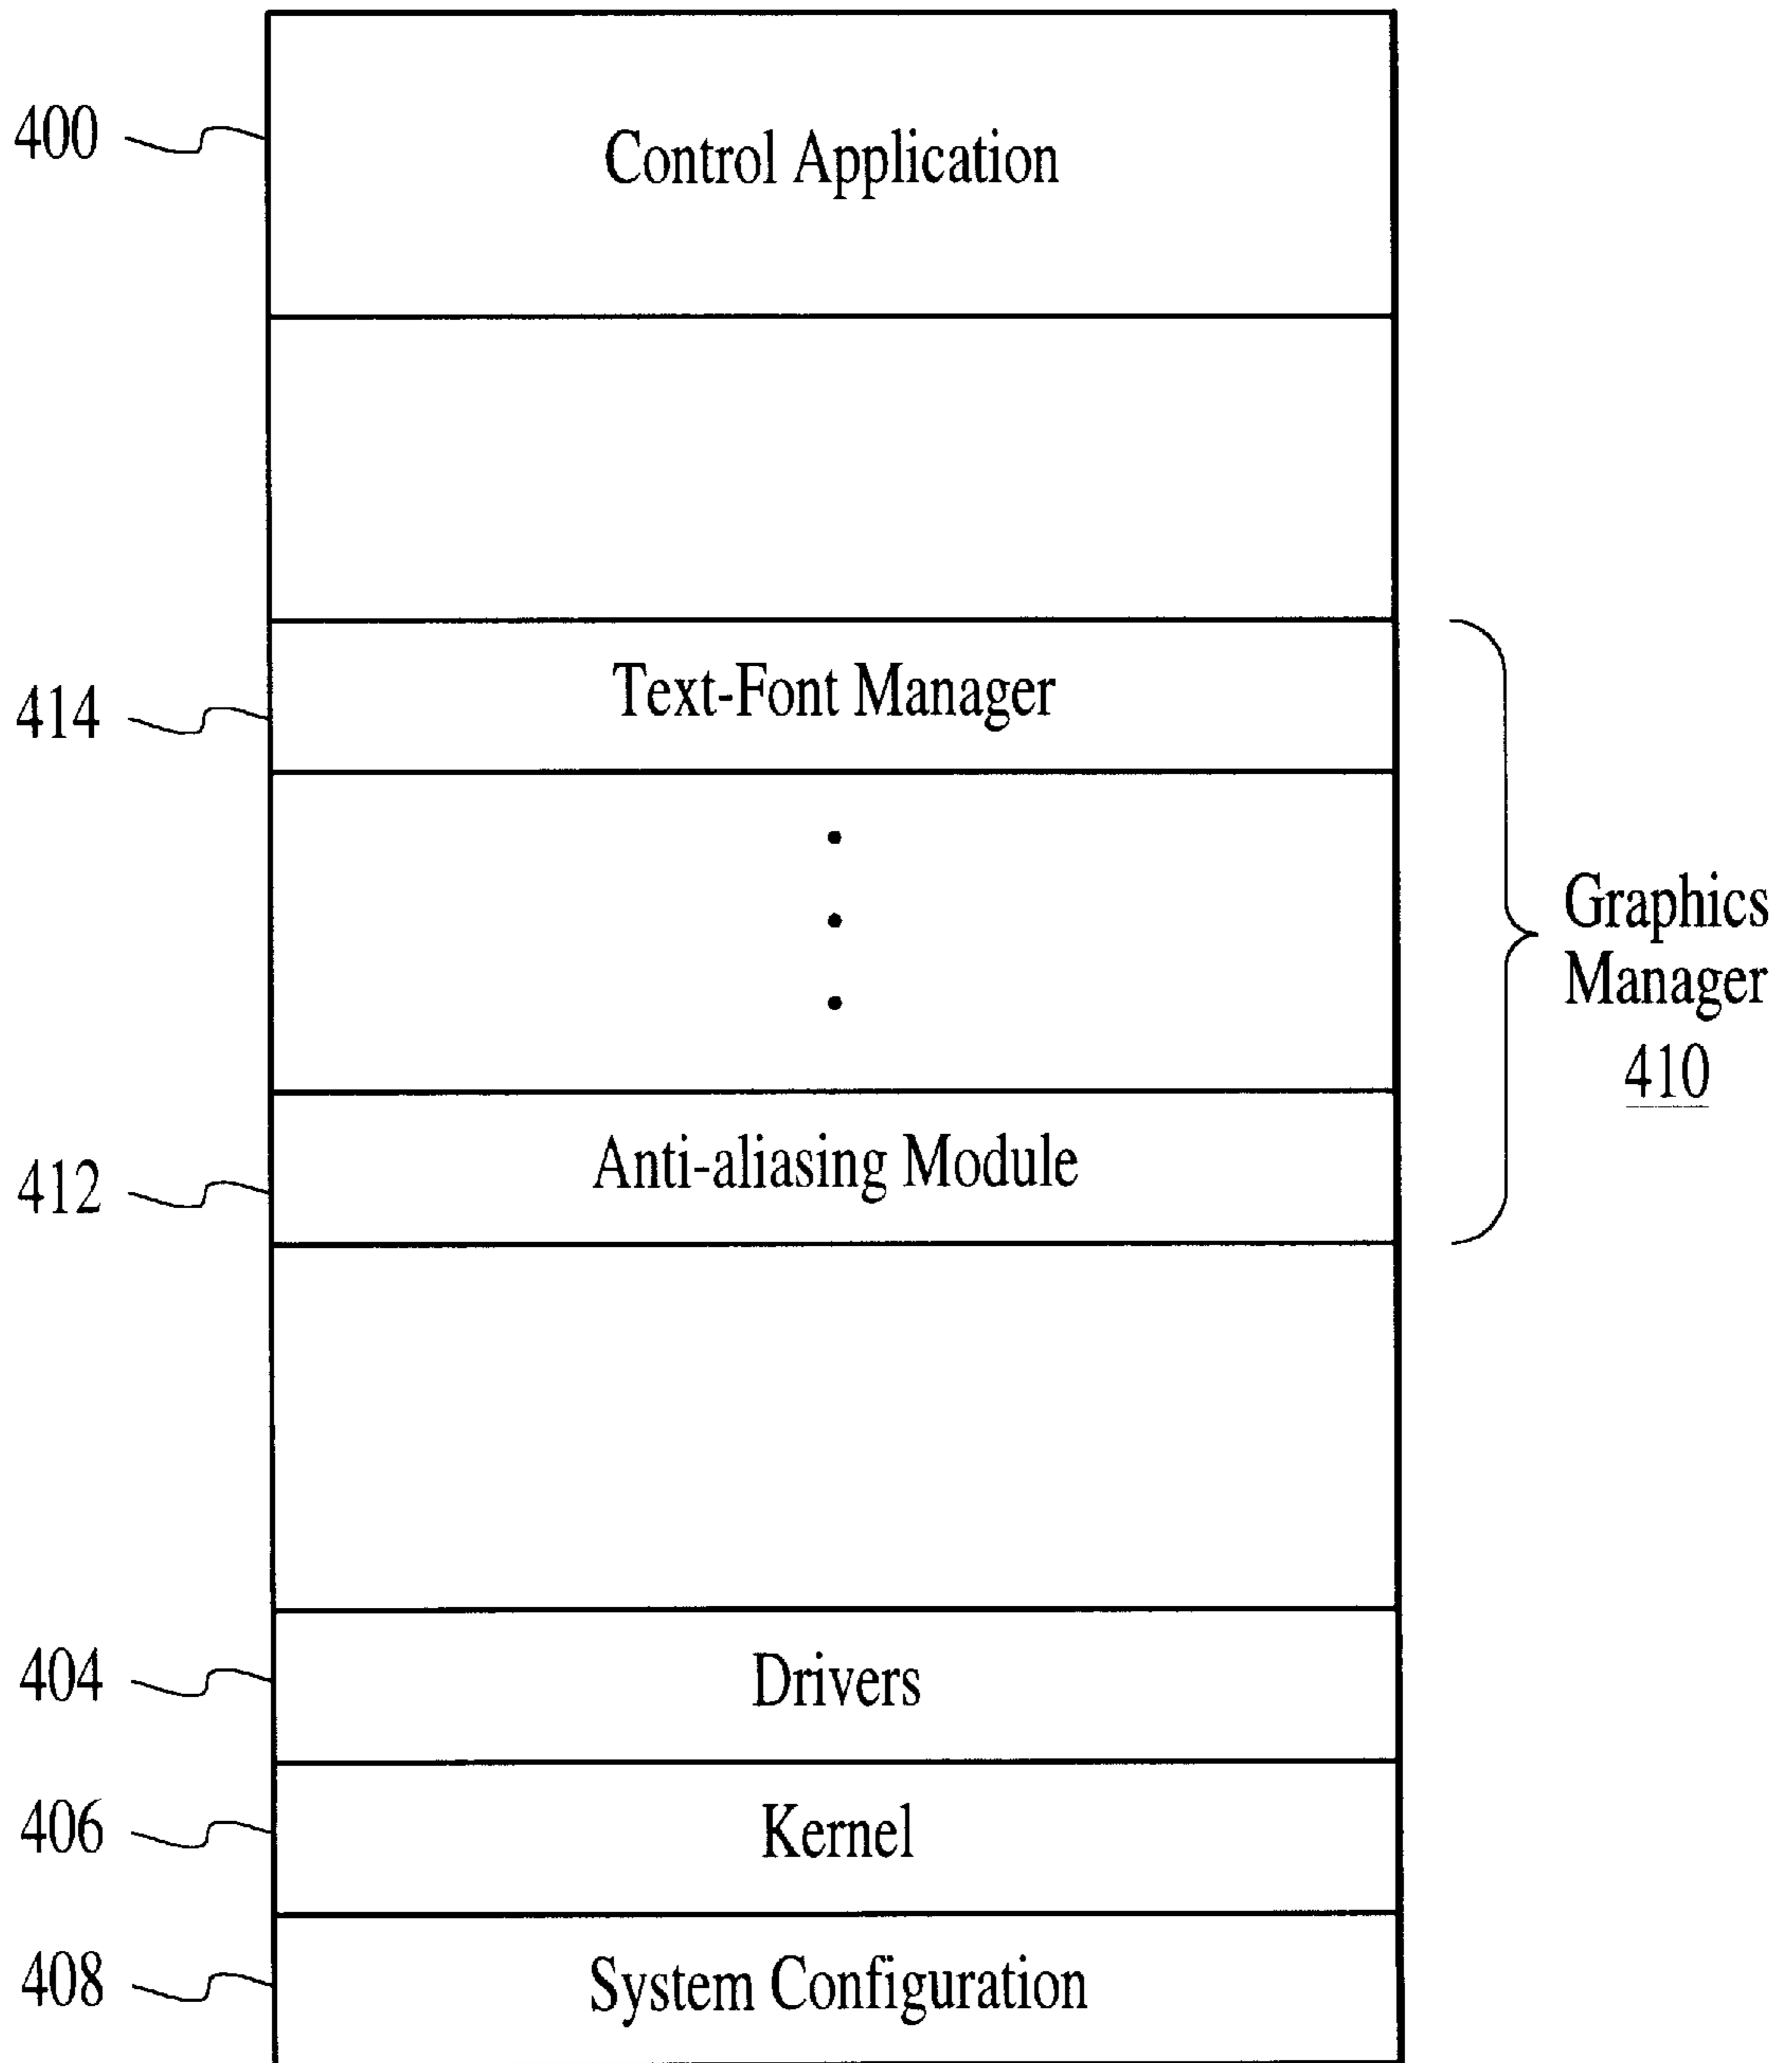 400
Control Application
414
Text-Font Manager
Graphics
Manager
410
412
Anti-aliasing Module
404
Drivers
406
Kernel
408
System Configuration